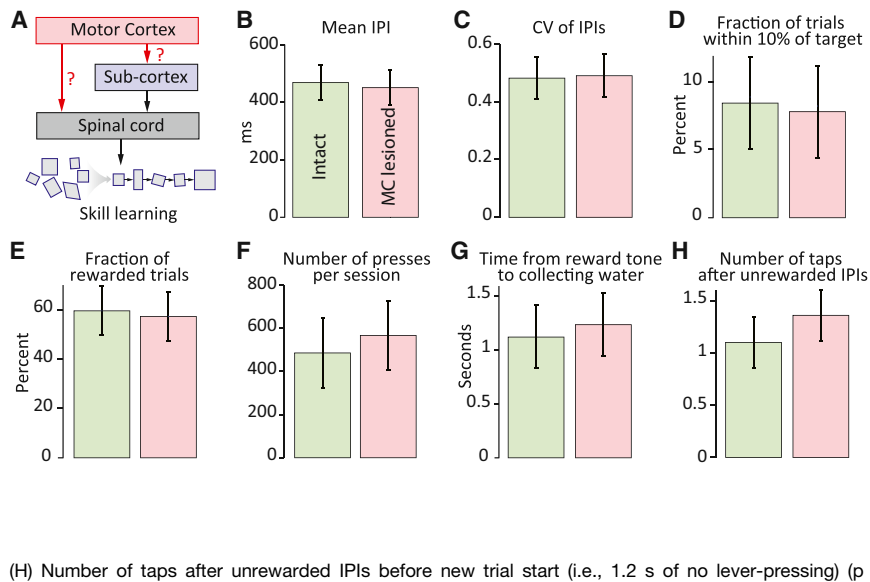 A
Motor Cortex
?
?
Sub-cortex
Spinal cord
Skill learning
B
Mean IPI
600
400
200
0
ms
Intact
MC lesioned
C
CV of IPIs
0.6
0.4
0.2
0
D
Fraction of trials
within 10% of target
10
5
0
Percent
E
Fraction of
rewarded trials
60
40
20
0
Percent
F
Number of presses
per session
800
600
400
200
0
G
Time from reward tone
to collecting water
1.5
1
0.5
0
Seconds
H
Number of taps
after unrewarded IPIs
1.5
1
0.5
0
(H) Number of taps after unrewarded IPIs before new trial start (i.e., 1.2 s of no lever-pressing) (p